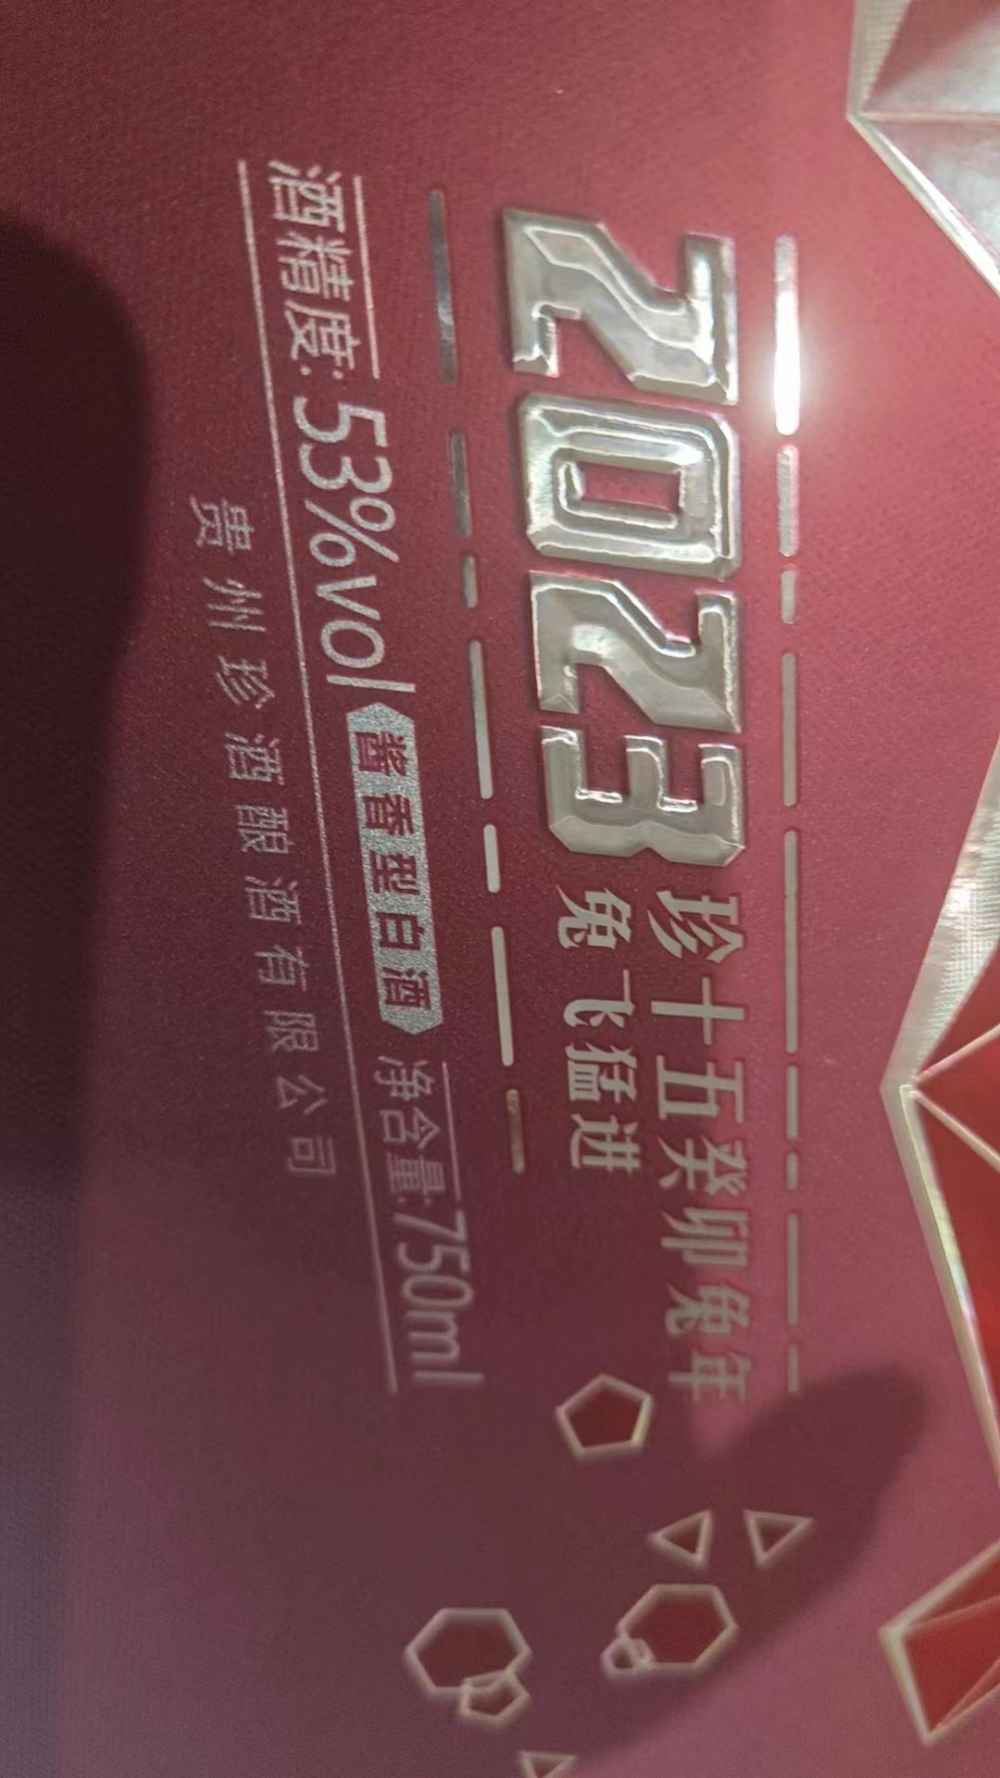 2023 珍十五癸卯兔年
兔飞猛进
酒精度:53%vol 酱香型白酒 净含量:750ml
贵州珍酒酿酒有限公司